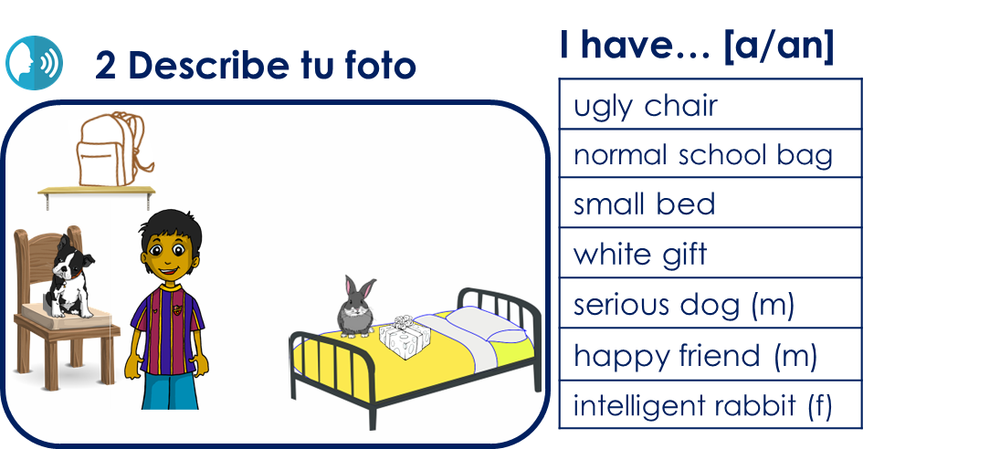 2 Describe tu foto
I have… [a/an]
ugly chair
normal school bag
small bed
white gift
serious dog (m)
happy friend (m)
intelligent rabbit (f)